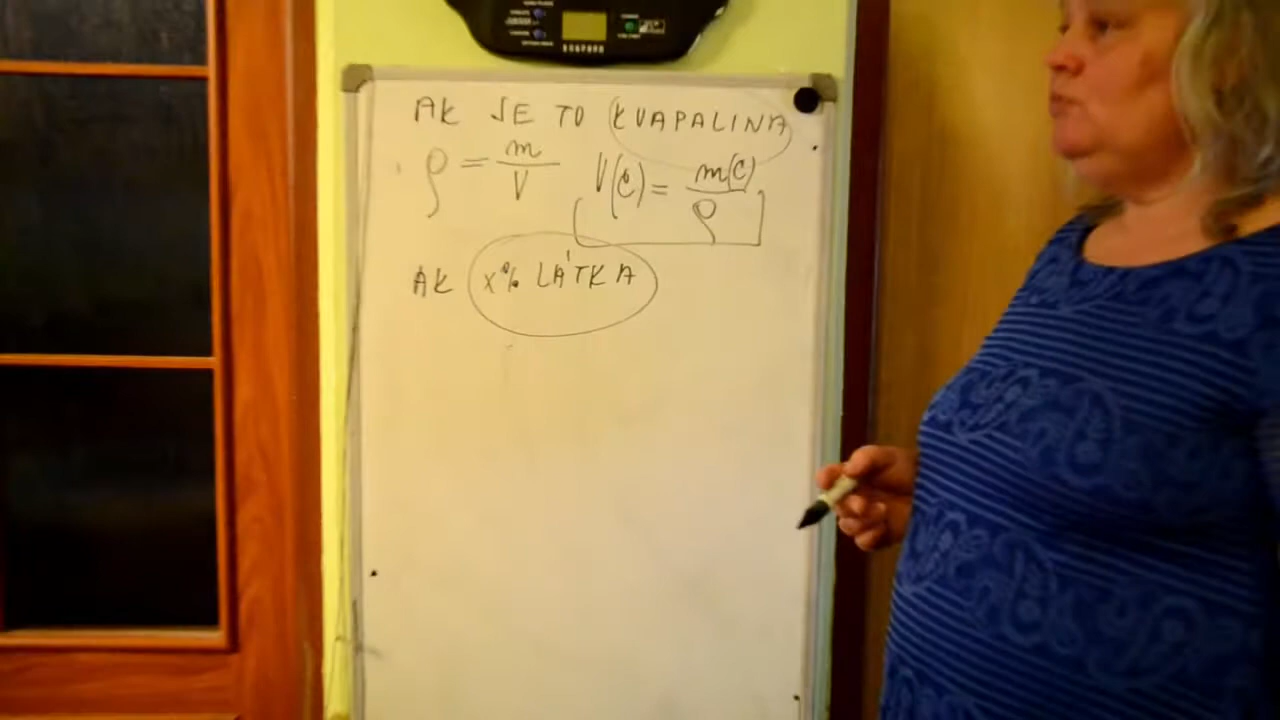 AK JE TO KVAPALINA
ρ = m / V
V(C) = m(C) / ρ
AK x% LÁTKA